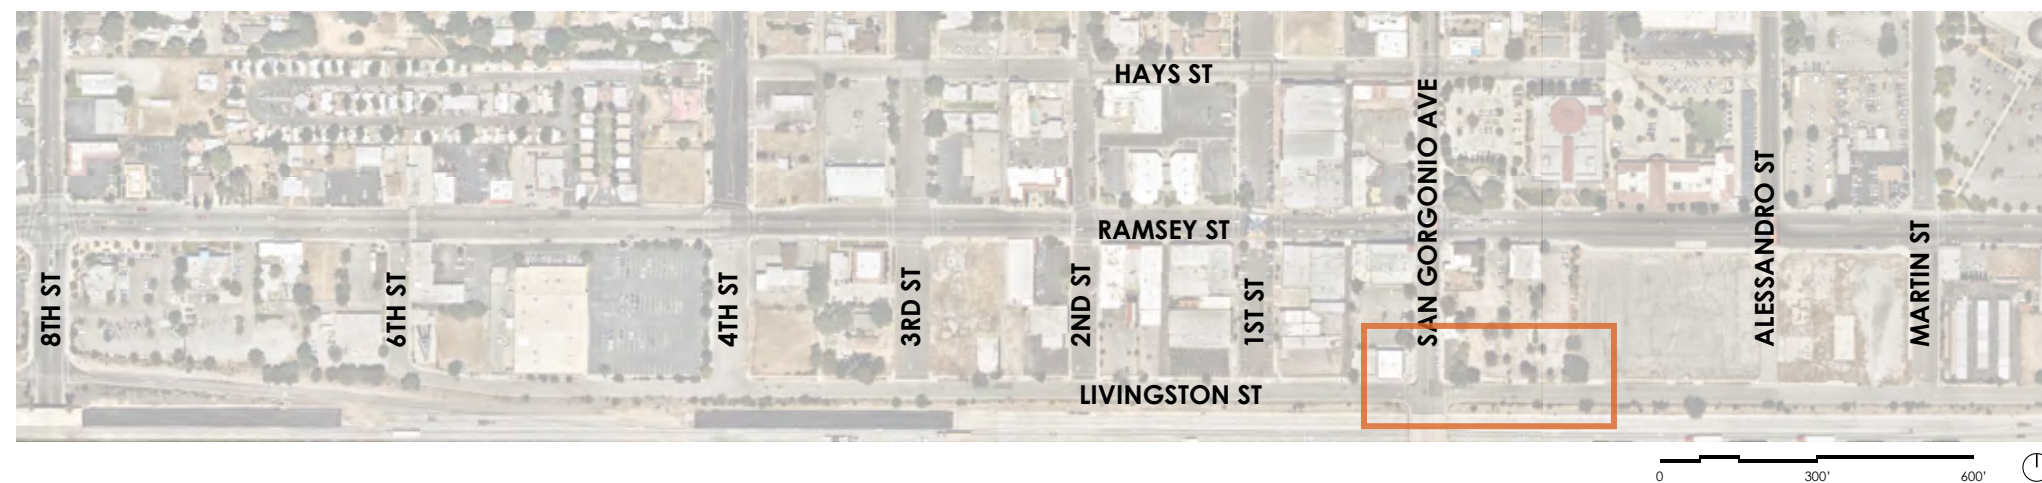 HAYS ST
SAN GORGONIO AVE
RAMSEY ST
ALESSANDRO ST
MARTIN ST
8TH ST
6TH ST
4TH ST
3RD ST
2ND ST
1ST ST
LIVINGSTON ST
0
300'
600'